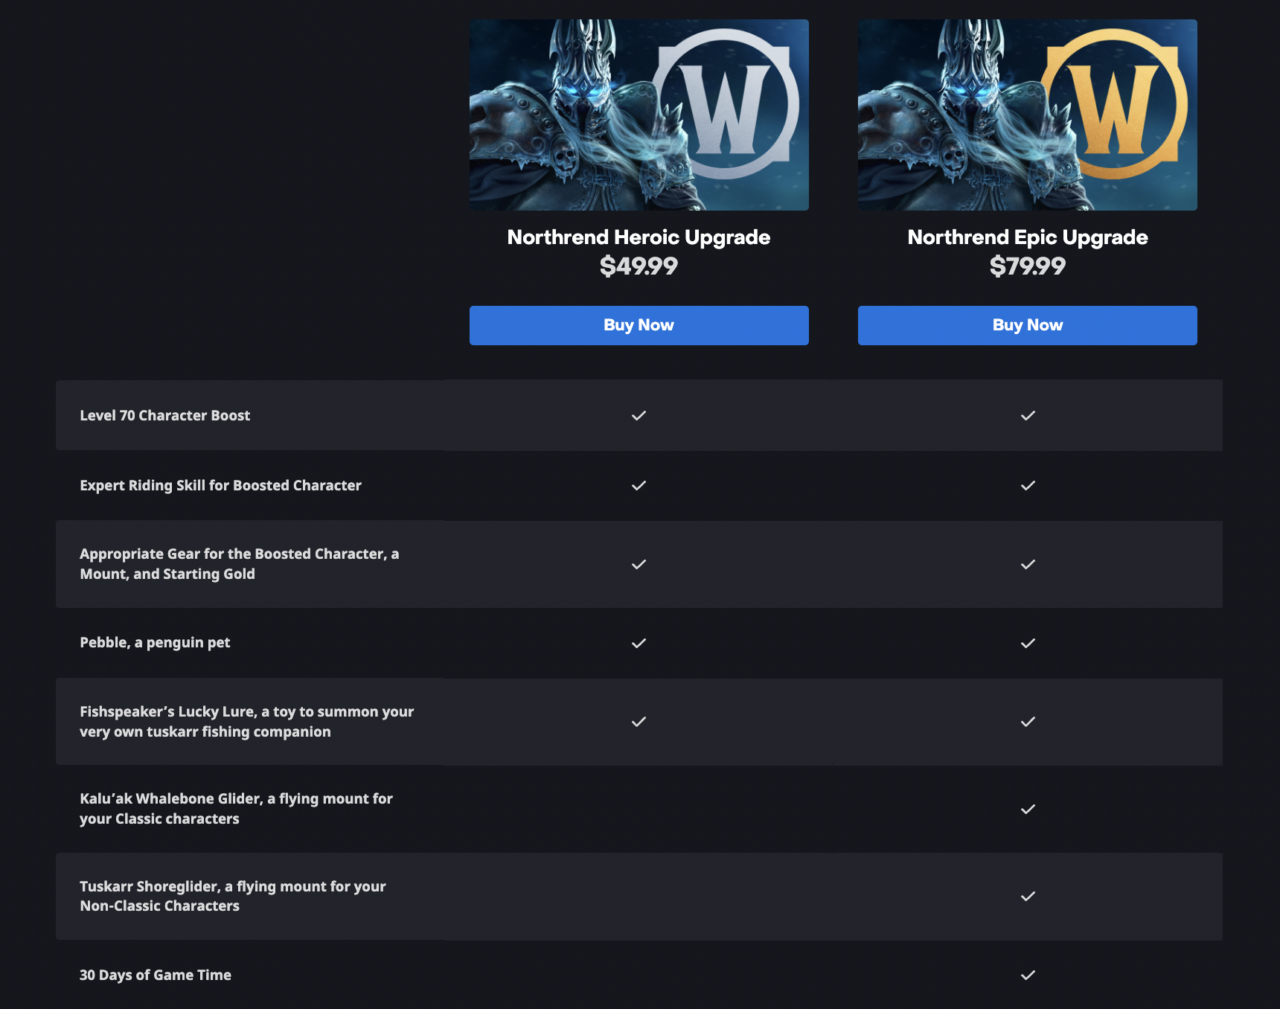 W
W
Northrend Heroic Upgrade
$49.99
Buy Now
Northrend Epic Upgrade
$79.99
Buy Now
Level 70 Character Boost
Expert Riding Skill for Boosted Character
Appropriate Gear for the Boosted Character, a
Mount, and Starting Gold
Pebble, a penguin pet
Fishspeaker’s Lucky Lure, a toy to summon your
very own tuskarr fishing companion
Kalu’ak Whalebone Glider, a flying mount for
your Classic characters
Tuskarr Shoreglider, a flying mount for your
Non-Classic Characters
30 Days of Game Time